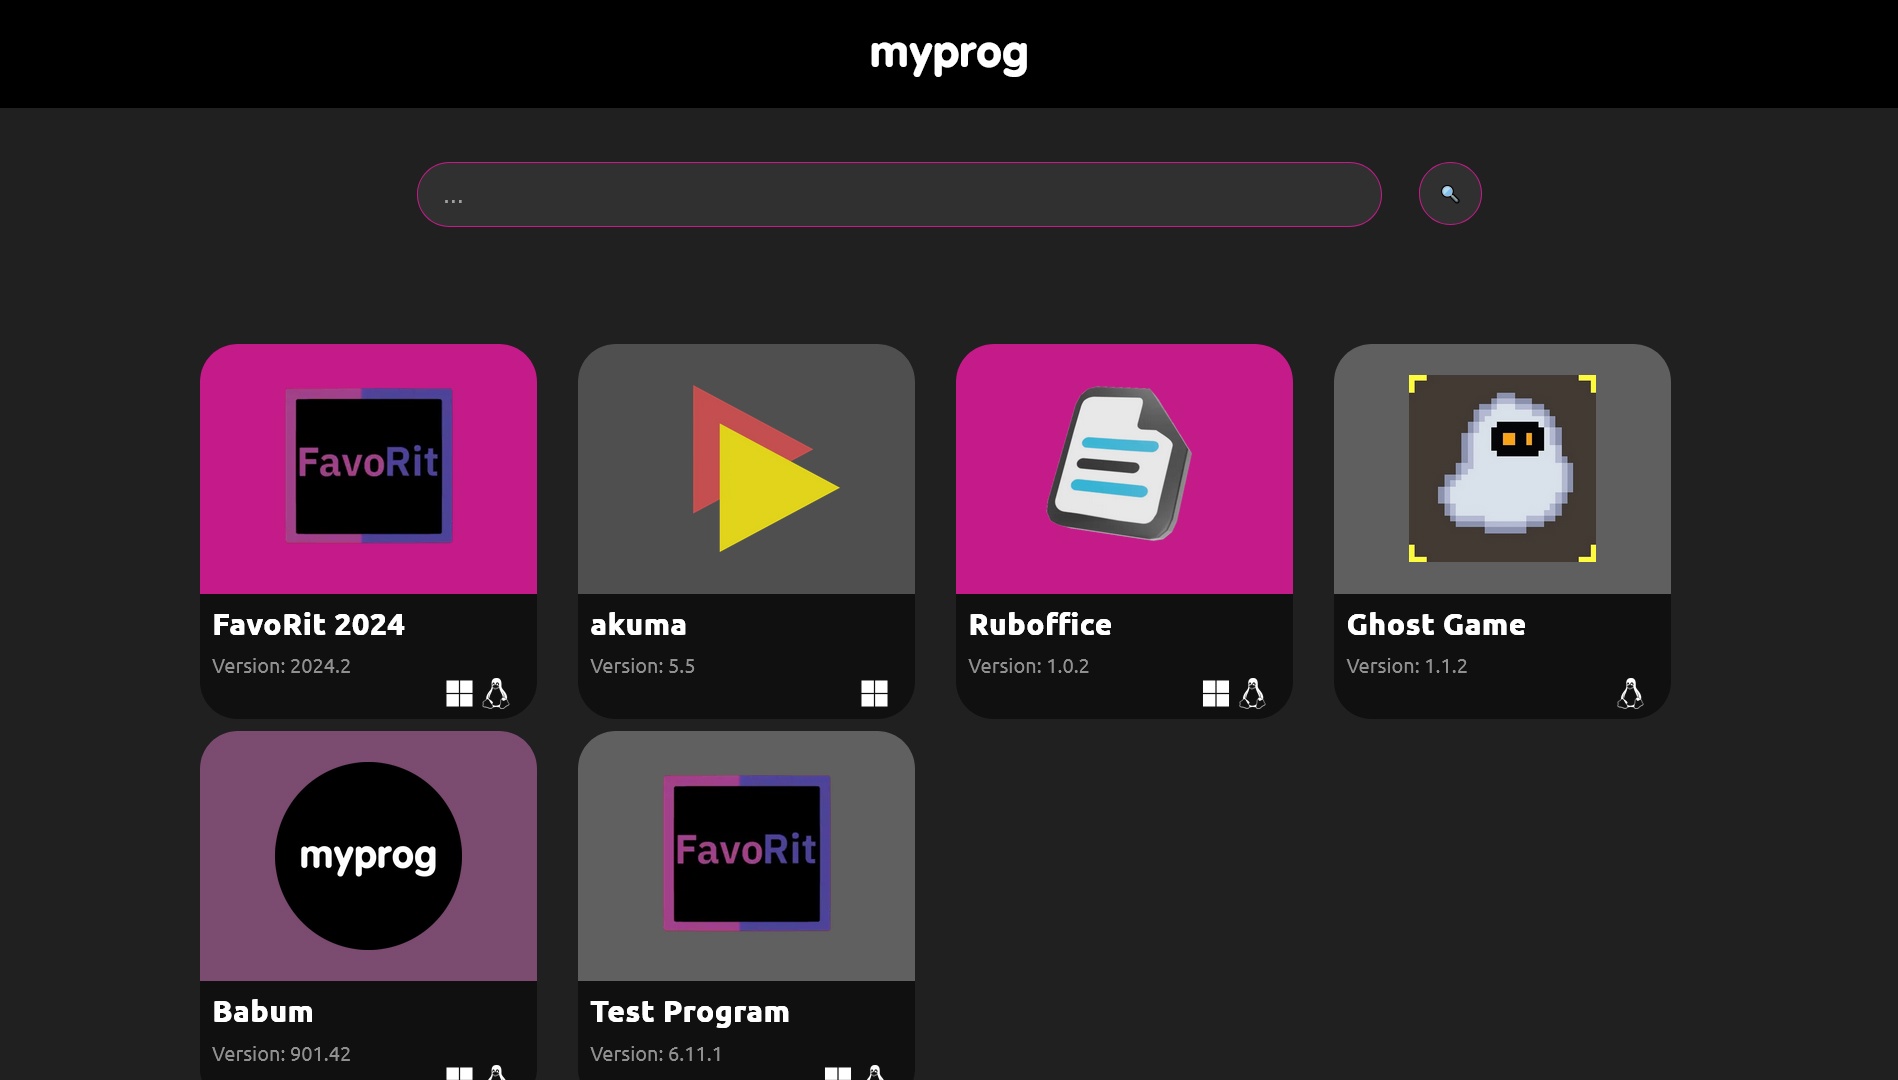 myprog
...
FavoRit
FavoRit 2024
Version: 2024.2
akuma
Version: 5.5
Ruboffice
Version: 1.0.2
Ghost Game
Version: 1.1.2
myprog
Babum
Version: 901.42
FavoRit
Test Program
Version: 6.11.1